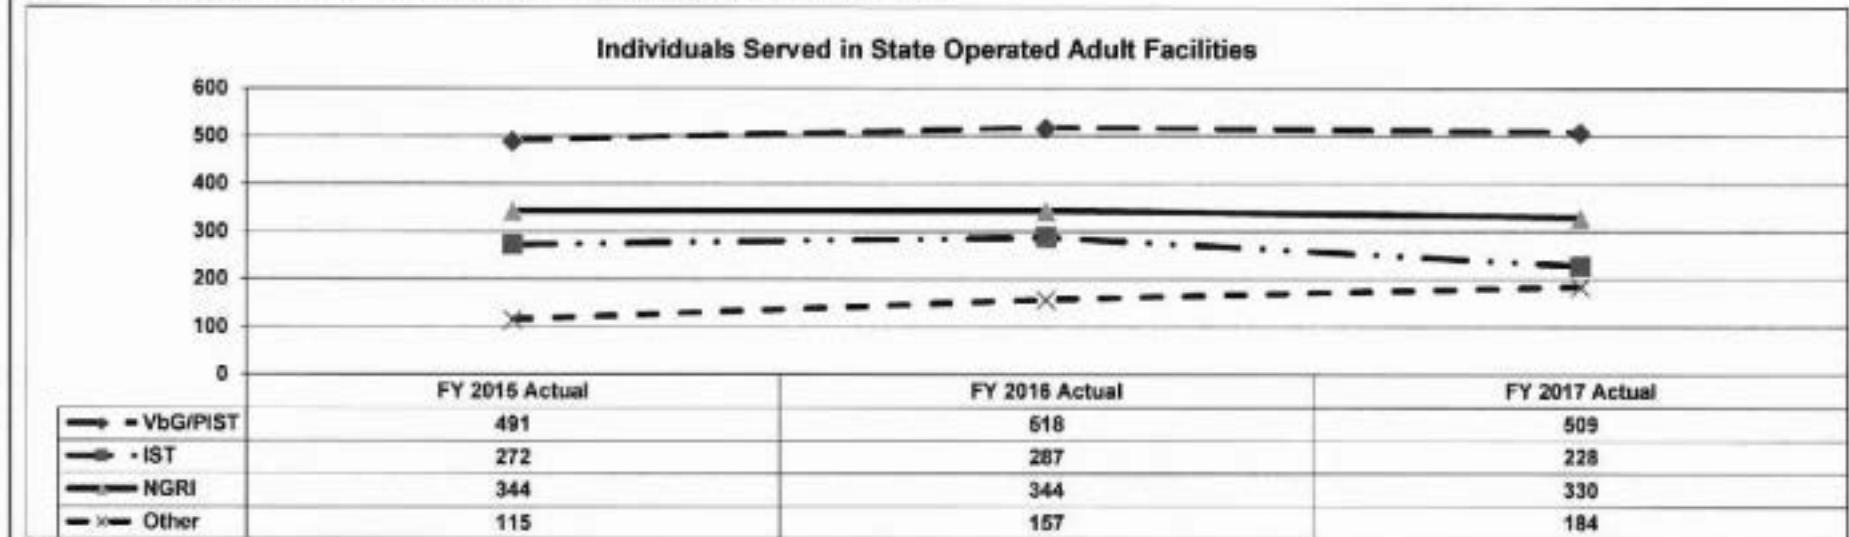 Individuals Served in State Operated Adult Facilities
600
500
400
300
200
100
0
FY 2015 Actual FY 2016 Actual FY 2017 Actual
VbG/PIST 491 518 509
IST 272 287 228
NGRI 344 344 330
Other 115 157 184